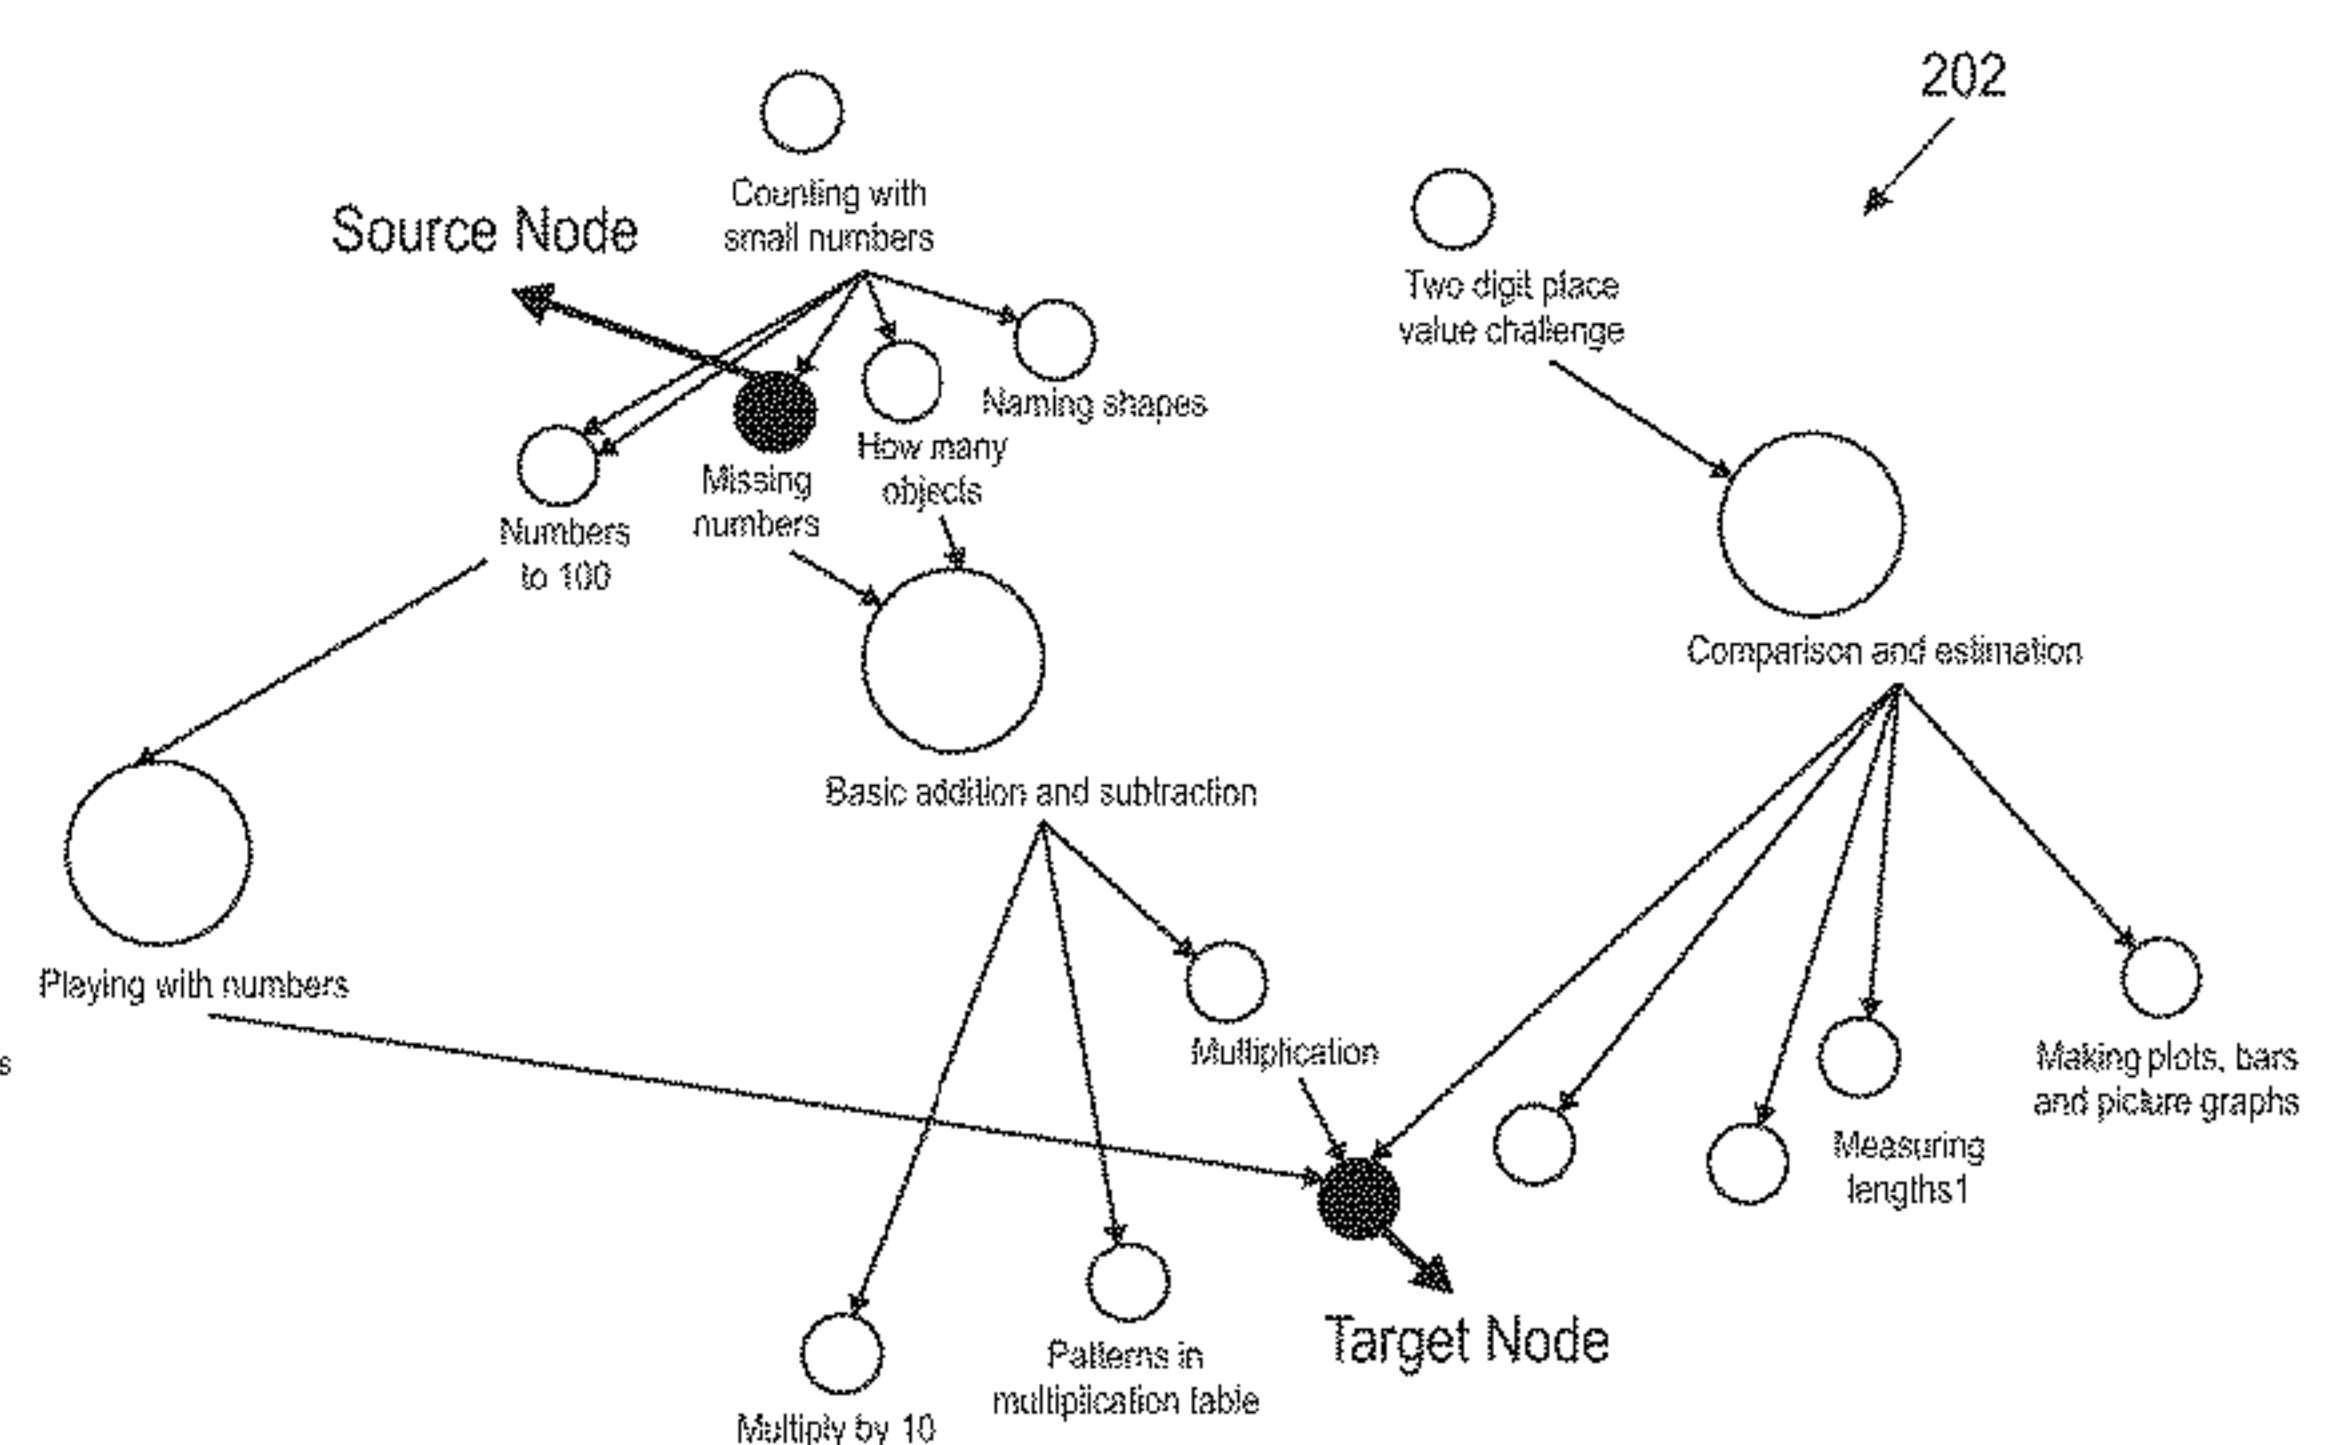 202
Counting with
small numbers
Source Node
Two digit place
value challenge
Naming shapes
How many
objects
Missing
numbers
Numbers
to 100
Comparison and estimation
Basic addition and subtraction
Playing with numbers
s
Multiplication
Making plots, bars
and picture graphs
Measuring
lengths1
Target Node
Patterns in
multiplication table
Multiply by 10